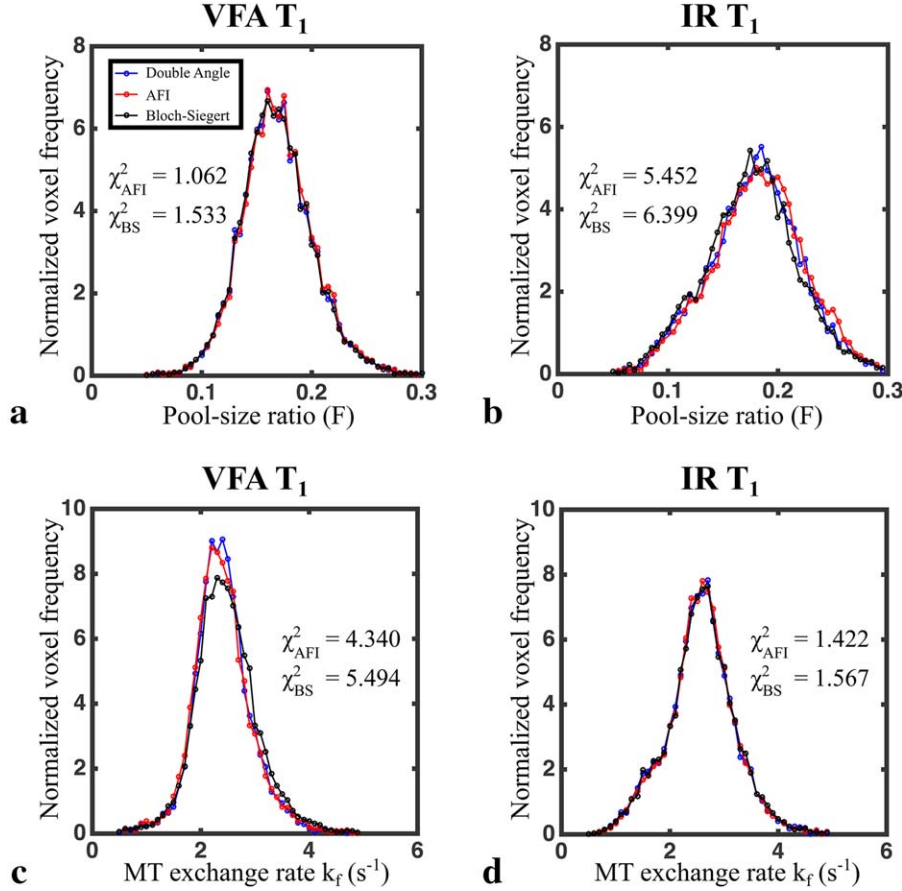 VFA T1
Normalized voxel frequency
8
6
4
2
0
Double Angle
AFI
Bloch-Siegert
χ²AFI = 1.062
χ²BS = 1.533
0 0.1 0.2 0.3
a
Pool-size ratio (F)
IR T1
Normalized voxel frequency
8
6
4
2
0
χ²AFI = 5.452
χ²BS = 6.399
0 0.1 0.2 0.3
b
Pool-size ratio (F)
VFA T1
Normalized voxel frequency
10
8
6
4
2
0
χ²AFI = 4.340
χ²BS = 5.494
0 2 4 6
c
MT exchange rate kf (s⁻¹)
IR T1
Normalized voxel frequency
10
8
6
4
2
0
χ²AFI = 1.422
χ²BS = 1.567
0 2 4 6
d
MT exchange rate kf (s⁻¹)